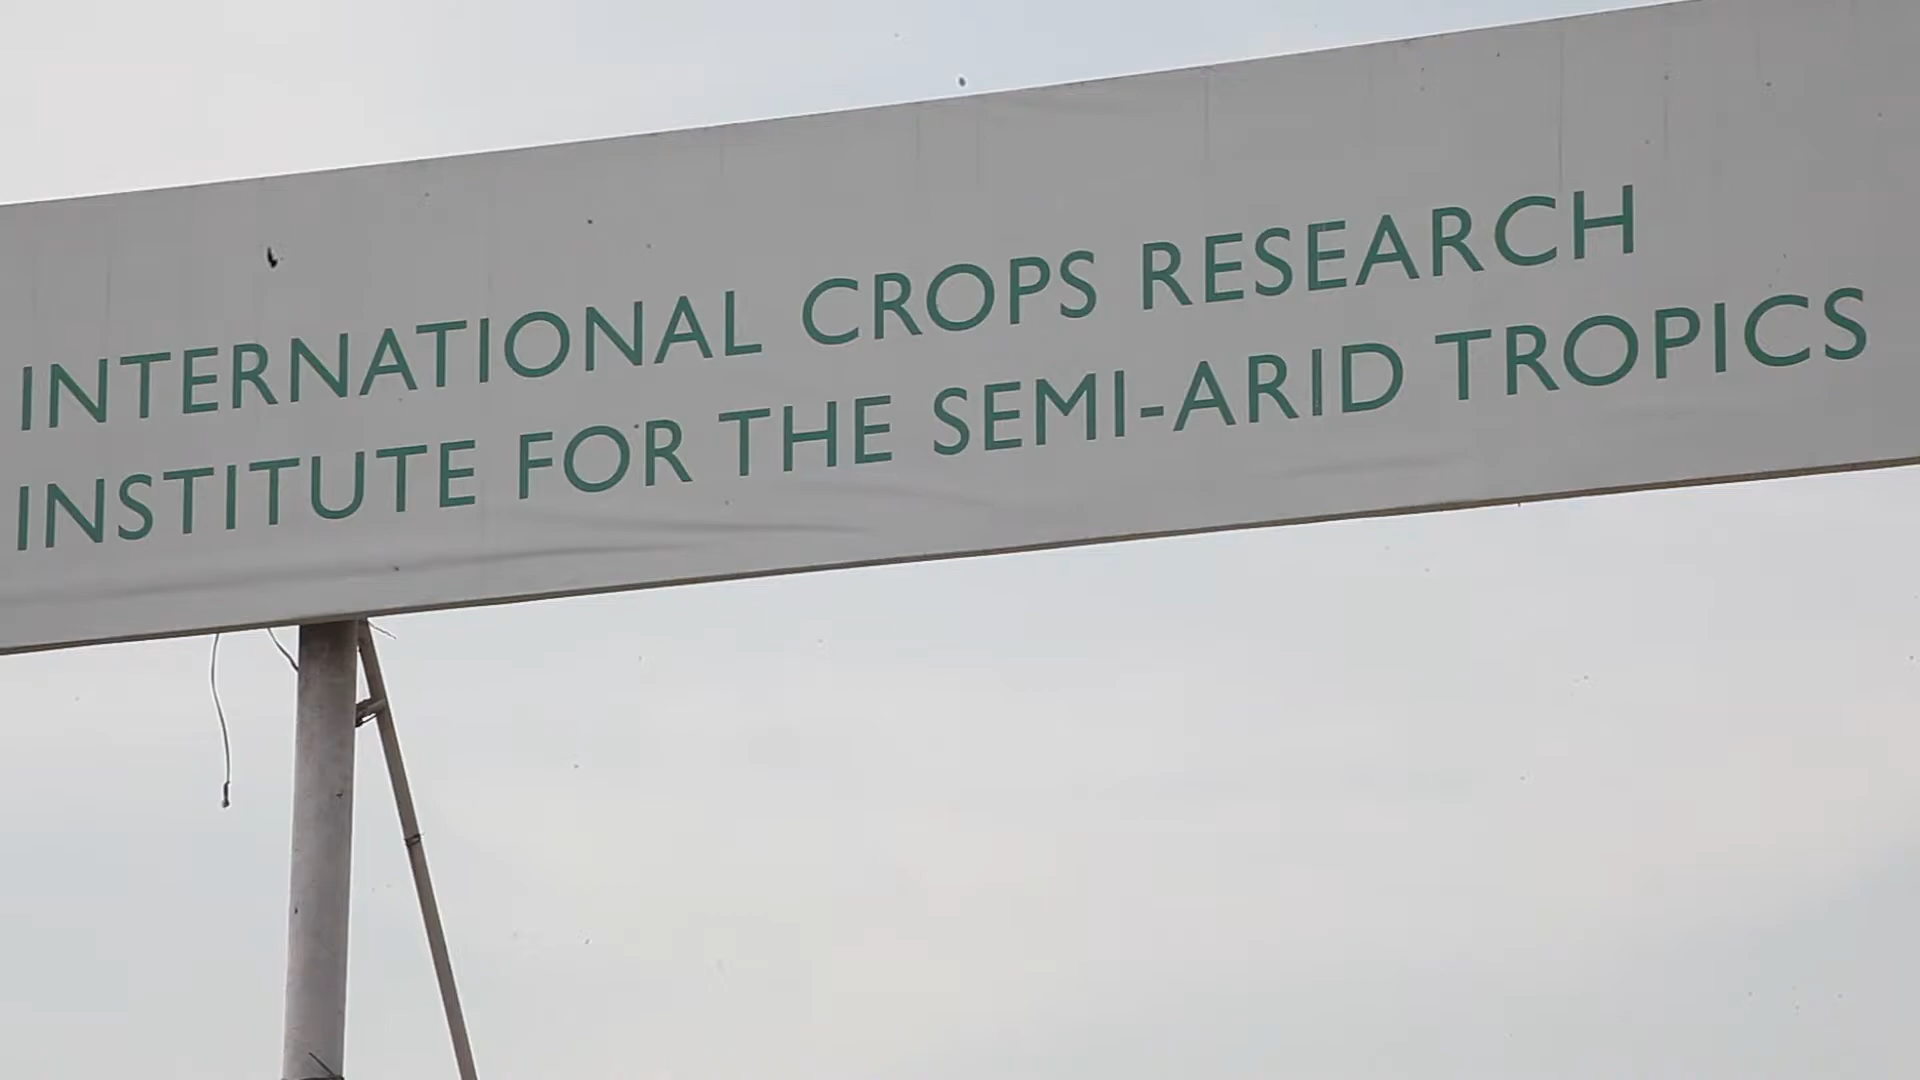 INTERNATIONAL CROPS RESEARCH
INSTITUTE FOR THE SEMI-ARID TROPICS